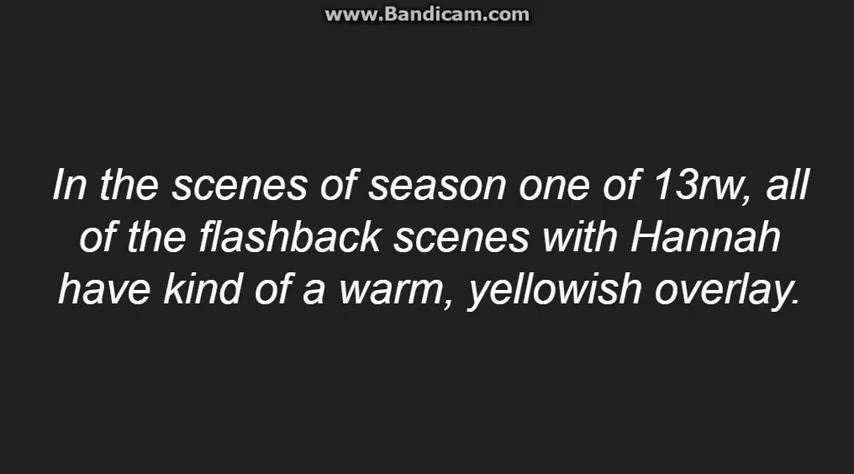 www.Bandicam.com
In the scenes of season one of 13rw, all
of the flashback scenes with Hannah
have kind of a warm, yellowish overlay.